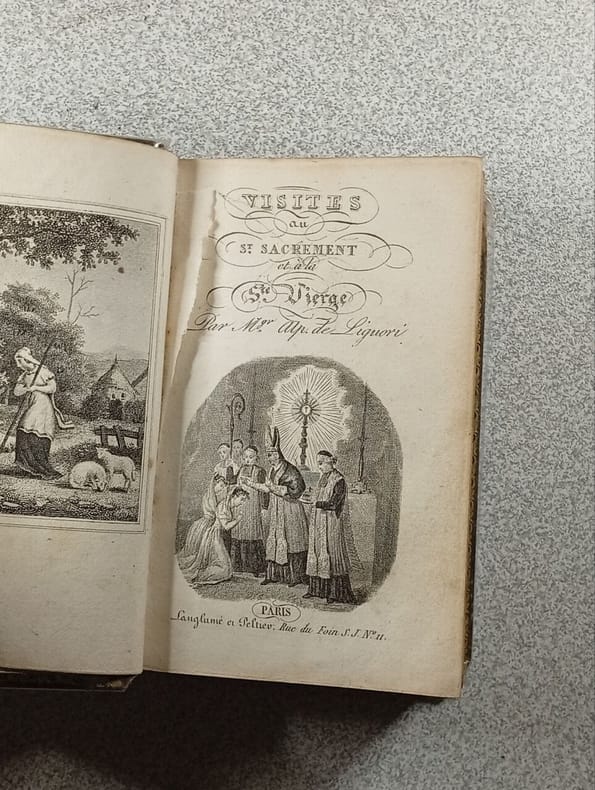 VISITES
au
St. SACREMENT
et à la
Ste Vierge
Par Mgr Alp. de Liguori.
PARIS
Langlumé et Peltier, Rue du Foin S. J. No. 11.